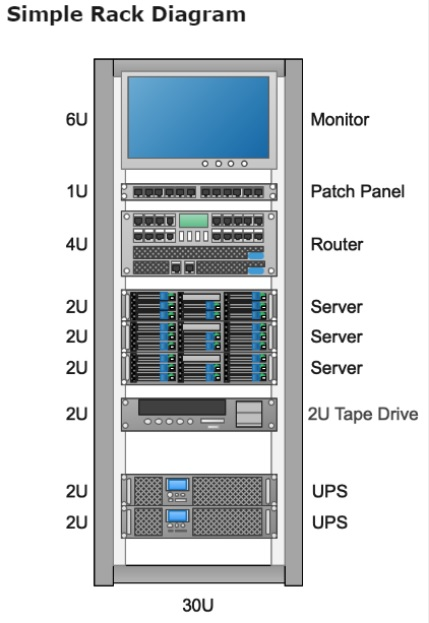 Simple Rack Diagram
6U Monitor
1U Patch Panel
4U Router
2U Server
2U Server
2U Server
2U 2U Tape Drive
2U UPS
2U UPS
30U